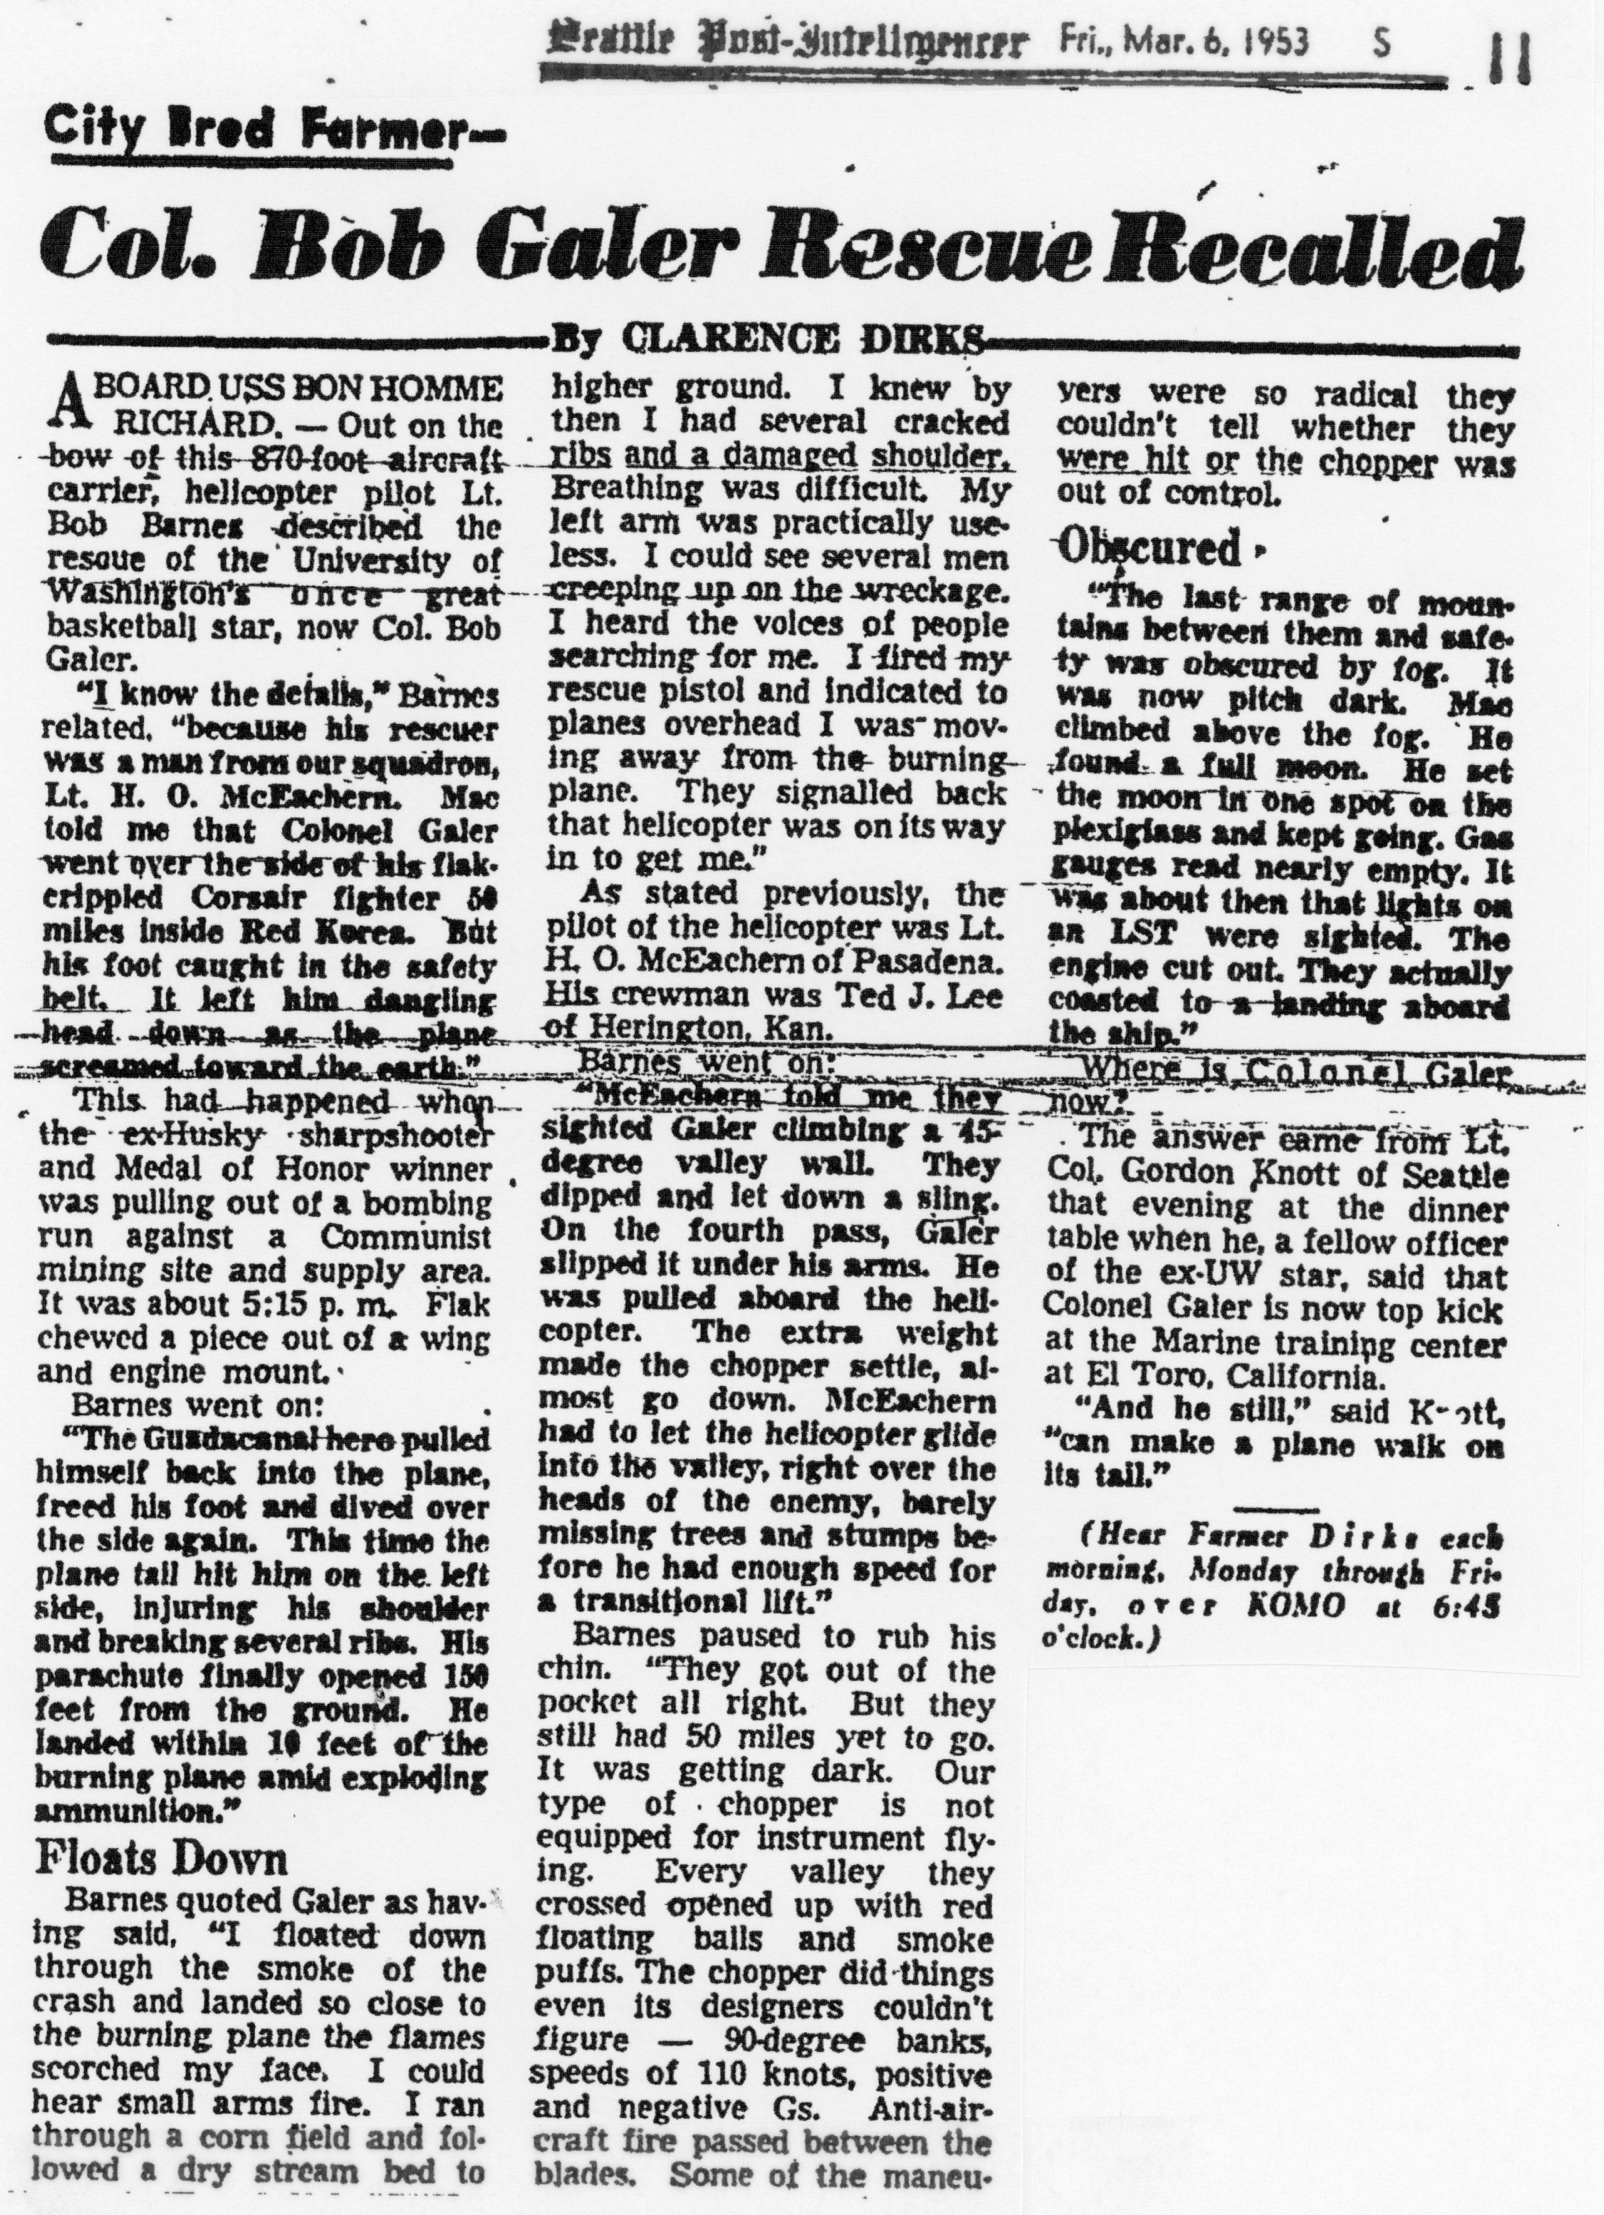 Seattle Post-Intelligencer Fri., Mar. 6, 1953 S 11
City Bred Farmer—
Col. Bob Galer Rescue Recalled
By CLARENCE DIRKS
ABOARD USS BON HOMME
RICHARD. — Out on the
bow of this 870-foot aircraft
carrier, helicopter pilot Lt.
Bob Barnes described the
rescue of the University of
Washington's once great
basketball star, now Col. Bob
Galer.
"I know the details," Barnes
related, "because his rescuer
was a man from our squadron,
Lt. H. O. McEachern. Mac
told me that Colonel Galer
went over the side of his flak-
crippled Corsair fighter 50
miles inside Red Korea. But
his foot caught in the safety
belt. It left him dangling
head down as the plane
screamed toward the earth."
This had happened when
the ex-Husky sharpshooter
and Medal of Honor winner
was pulling out of a bombing
run against a Communist
mining site and supply area.
It was about 5:15 p. m. Flak
chewed a piece out of a wing
and engine mount.
Barnes went on:
"The Guadacanal hero pulled
himself back into the plane,
freed his foot and dived over
the side again. This time the
plane tail hit him on the left
side, injuring his shoulder
and breaking several ribs. His
parachute finally opened 150
feet from the ground. He
landed within 10 feet of the
burning plane amid exploding
ammunition."
Floats Down
Barnes quoted Galer as hav-
ing said, "I floated down
through the smoke of the
crash and landed so close to
the burning plane the flames
scorched my face. I could
hear small arms fire. I ran
through a corn field and fol-
lowed a dry stream bed to
higher ground. I knew by
then I had several cracked
ribs and a damaged shoulder.
Breathing was difficult. My
left arm was practically use-
less. I could see several men
creeping up on the wreckage.
I heard the voices of people
searching for me. I fired my
rescue pistol and indicated to
planes overhead I was mov-
ing away from the burning
plane. They signalled back
that helicopter was on its way
in to get me."
As stated previously, the
pilot of the helicopter was Lt.
H. O. McEachern of Pasadena.
His crewman was Ted J. Lee
of Herington, Kan.
Barnes went on:
"McEachern told me they
sighted Galer climbing a 45-
degree valley wall. They
dipped and let down a sling.
On the fourth pass, Galer
slipped it under his arms. He
was pulled aboard the heli-
copter. The extra weight
made the chopper settle, al-
most go down. McEachern
had to let the helicopter glide
into the valley, right over the
heads of the enemy, barely
missing trees and stumps be-
fore he had enough speed for
a transitional lift."
Barnes paused to rub his
chin. "They got out of the
pocket all right. But they
still had 50 miles yet to go.
It was getting dark. Our
type of chopper is not
equipped for instrument fly-
ing. Every valley they
crossed opened up with red
floating balls and smoke
puffs. The chopper did things
even its designers couldn't
figure — 90-degree banks,
speeds of 110 knots, positive
and negative Gs. Anti-air-
craft fire passed between the
blades. Some of the maneu-
vers were so radical they
couldn't tell whether they
were hit or the chopper was
out of control.
Obscured
"The last range of moun-
tains between them and safe-
ty was obscured by fog. It
was now pitch dark. Mac
climbed above the fog. He
found a full moon. He set
the moon in one spot on the
plexiglass and kept going. Gas
gauges read nearly empty. It
was about then that lights on
an LST were sighted. The
engine cut out. They actually
coasted to a landing aboard
the ship."
Where is Colonel Galer
now?
The answer came from Lt.
Col. Gordon Knott of Seattle
that evening at the dinner
table when he, a fellow officer
of the ex-UW star, said that
Colonel Galer is now top kick
at the Marine training center
at El Toro, California.
"And he still," said Knott,
"can make a plane walk on
its tail."
(Hear Farmer Dirks each
morning, Monday through Fri-
day, over KOMO at 6:45
o'clock.)